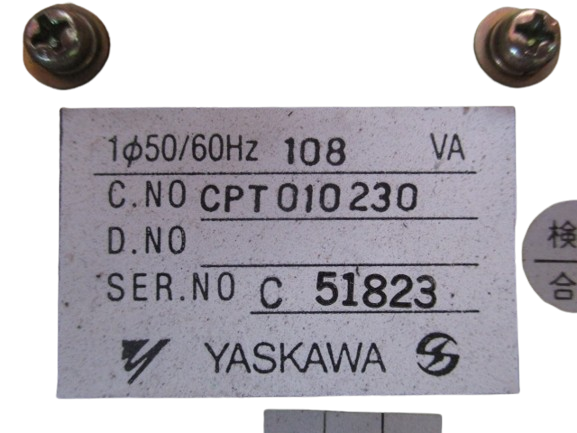 1φ50/60Hz 108 VA
C.NO CPT010230
D.NO
SER.NO C 51823
YASKAWA
検
合